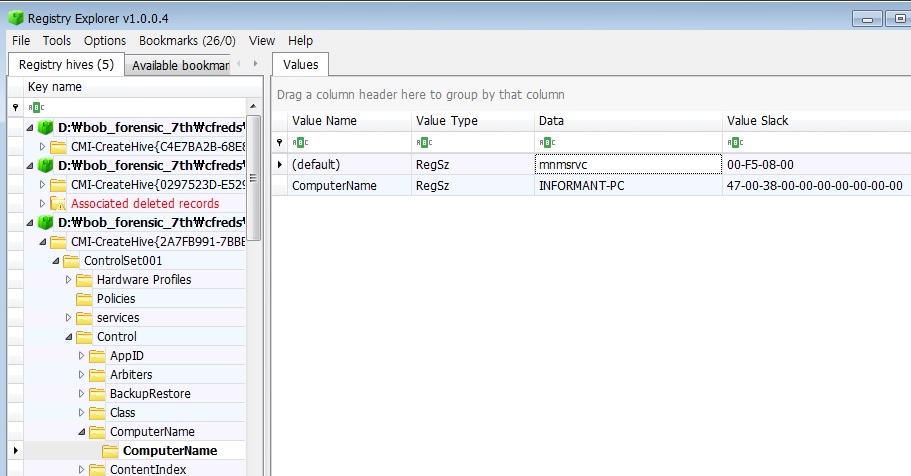 Registry Explorer v1.0.0.4
File Tools Options Bookmarks (26/0) View Help
Registry hives (5) Available bookmar
Values
Key name
Drag a column header here to group by that column
Value Name Value Type Data Value Slack
D:₩bob_forensic_7th₩cfreds₩
CMI-CreateHive{C4E7BA2B-68E8
(default) RegSz mnmsrvc 00-F5-08-00
D:₩bob_forensic_7th₩cfreds₩
CMI-CreateHive{0297523D-E529
ComputerName RegSz INFORMANT-PC 47-00-38-00-00-00-00-00-00-00
Associated deleted records
D:₩bob_forensic_7th₩cfreds₩
CMI-CreateHive{2A7FB991-7BBE
ControlSet001
Hardware Profiles
Policies
services
Control
AppID
Arbiters
BackupRestore
Class
ComputerName
ComputerName
ContentIndex